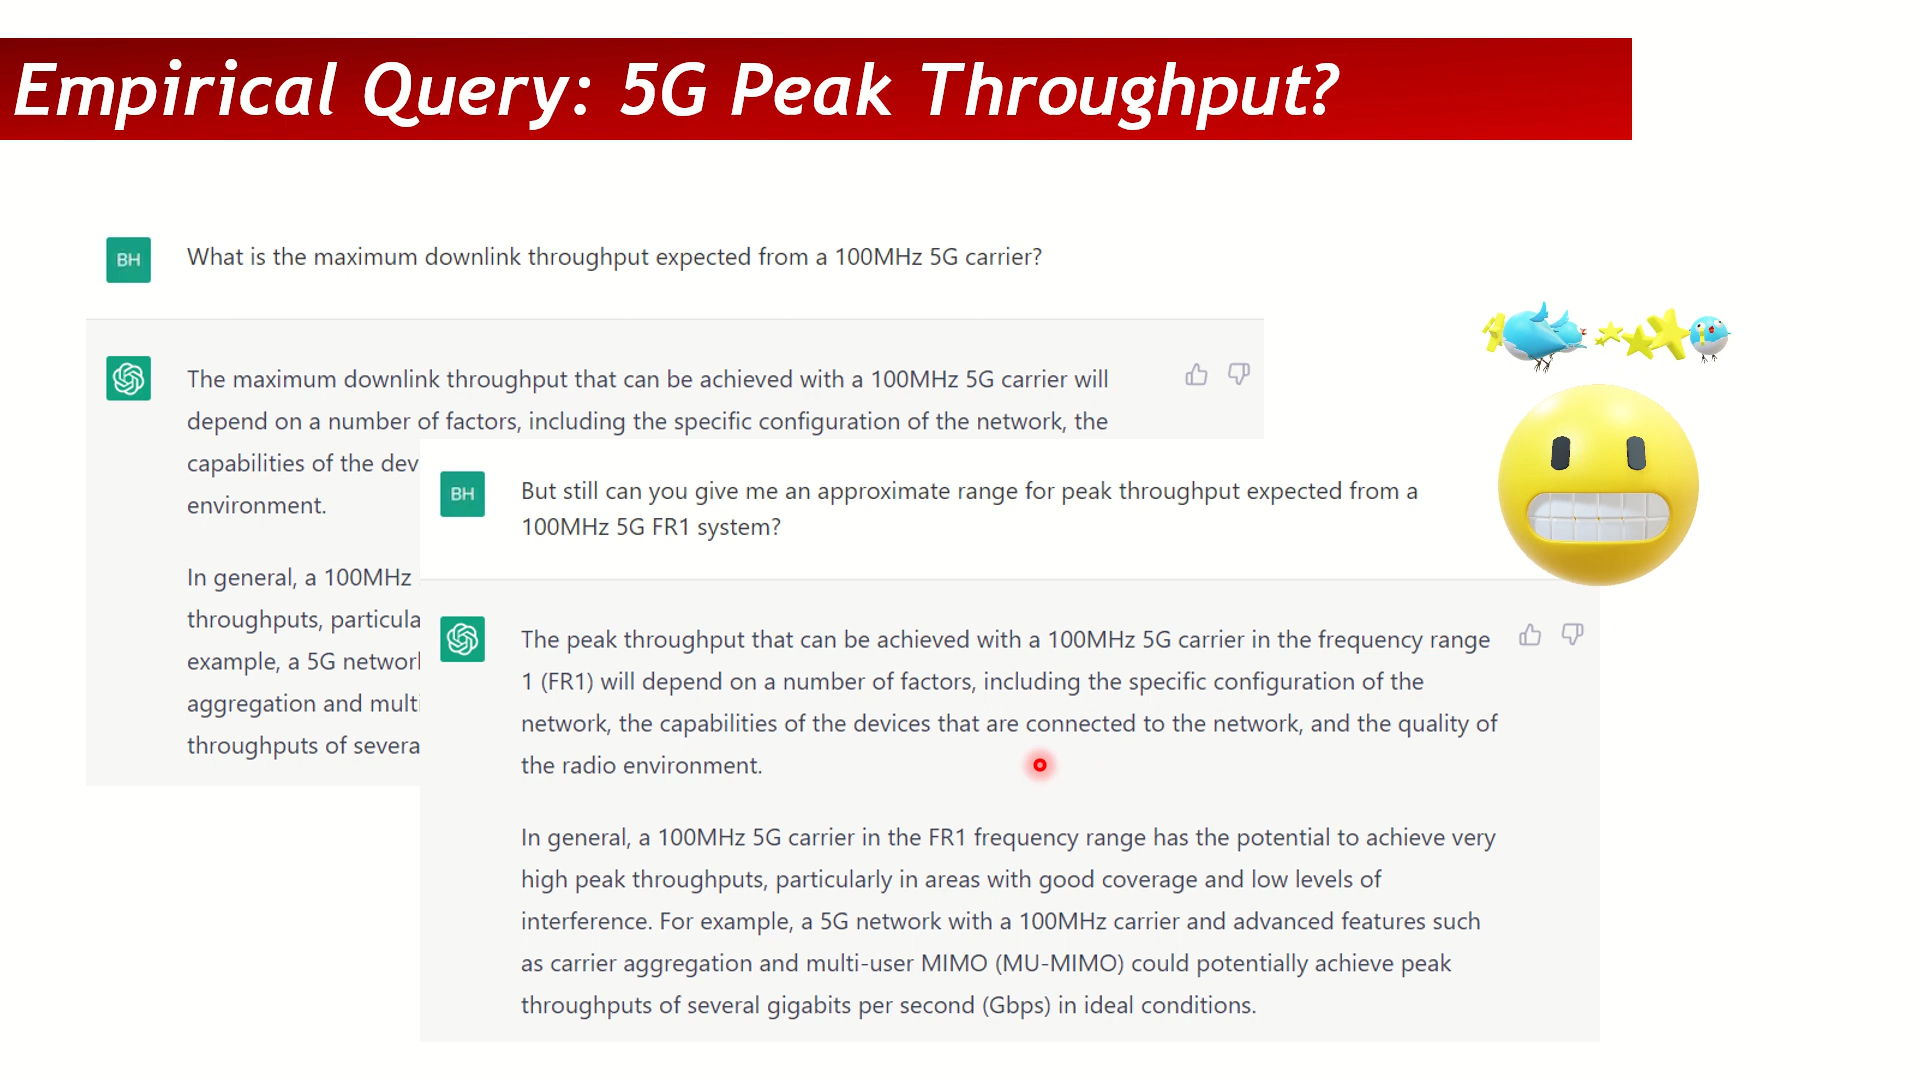 Empirical Query: 5G Peak Throughput?
BH
What is the maximum downlink throughput expected from a 100MHz 5G carrier?
The maximum downlink throughput that can be achieved with a 100MHz 5G carrier will
depend on a number of factors, including the specific configuration of the network, the
capabilities of the dev
environment.
In general, a 100MHz
throughputs, particula
example, a 5G network
aggregation and multi
throughputs of severa
BH
But still can you give me an approximate range for peak throughput expected from a
100MHz 5G FR1 system?
The peak throughput that can be achieved with a 100MHz 5G carrier in the frequency range
1 (FR1) will depend on a number of factors, including the specific configuration of the
network, the capabilities of the devices that are connected to the network, and the quality of
the radio environment.
In general, a 100MHz 5G carrier in the FR1 frequency range has the potential to achieve very
high peak throughputs, particularly in areas with good coverage and low levels of
interference. For example, a 5G network with a 100MHz carrier and advanced features such
as carrier aggregation and multi-user MIMO (MU-MIMO) could potentially achieve peak
throughputs of several gigabits per second (Gbps) in ideal conditions.